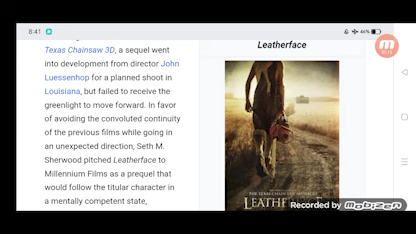 8:41
46%
Texas Chainsaw 3D, a sequel went
into development from director John
Luessenhop for a planned shoot in
Louisiana, but failed to receive the
greenlight to move forward. In favor
of avoiding the convoluted continuity
of the previous films while going in
an unexpected direction, Seth M.
Sherwood pitched Leatherface to
Millennium Films as a prequel that
would follow the titular character in
a mentally competent state,
Leatherface
Recorded by mobizen